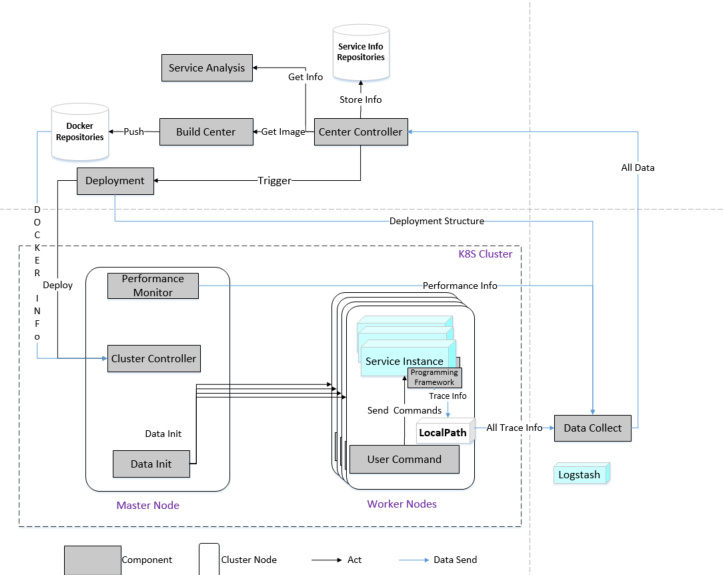 Service Info
Repositories
Service Analysis
Get Info
Store Info
Docker
Repositories
Push
Build Center
Get Image
Center Controller
All Data
Deployment
Trigger
DOCKER INFo
Deployment Structure
K8S Cluster
Performance
Monitor
Deploy
Performance Info
Cluster Controller
Service Instance
Programming
Framework
Trace Info
Send Commands
LocalPath
All Trace Info
Data Collect
Data Init
Data Init
User Command
Logstash
Master Node
Worker Nodes
Component
Cluster Node
Act
Data Send